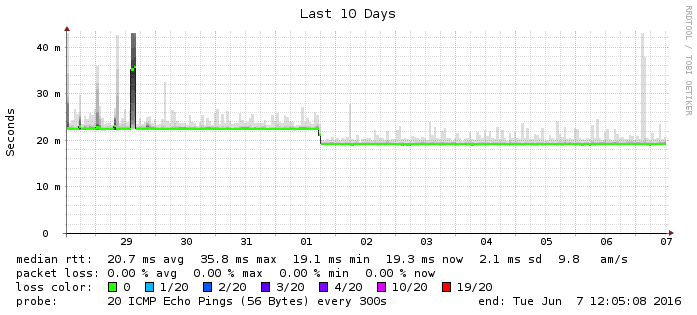 Last 10 Days
RRDTOOL / TOBI OETIKER
Seconds
40 m
30 m
20 m
10 m
0
29 30 31 01 02 03 04 05 06 07
median rtt: 20.7 ms avg 35.8 ms max 19.1 ms min 19.3 ms now 2.1 ms sd 9.8 am/s
packet loss: 0.00 % avg 0.00 % max 0.00 % min 0.00 % now
loss color: 0 1/20 2/20 3/20 4/20 10/20 19/20
probe: 20 ICMP Echo Pings (56 Bytes) every 300s end: Tue Jun 7 12:05:08 2016